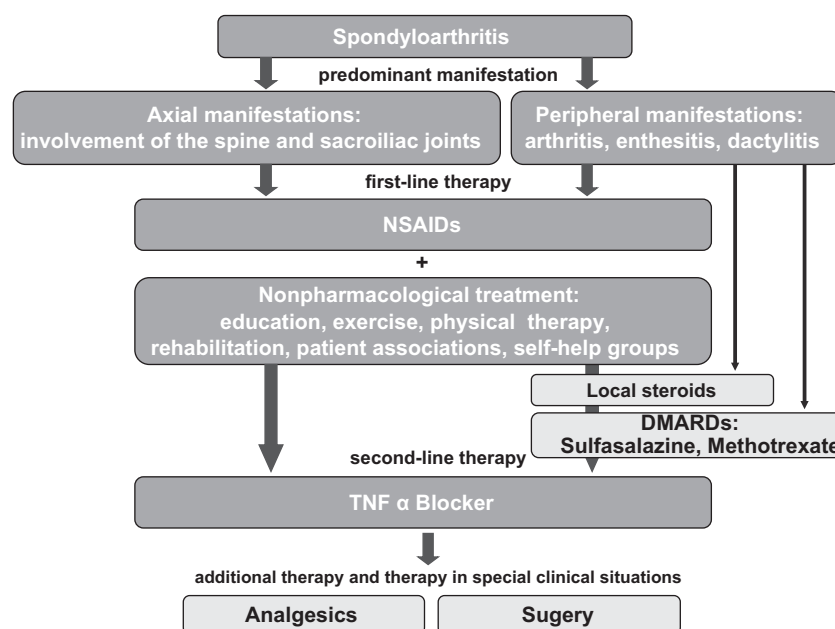 Spondyloarthritis
predominant manifestation
Axial manifestations:
involvement of the spine and sacroiliac joints
Peripheral manifestations:
arthritis, enthesitis, dactylitis
first-line therapy
NSAIDs
+
Nonpharmacological treatment:
education, exercise, physical therapy,
rehabilitation, patient associations, self-help groups
Local steroids
DMARDs:
Sulfasalazine, Methotrexate
second-line therapy
TNF α Blocker
additional therapy and therapy in special clinical situations
Analgesics
Sugery